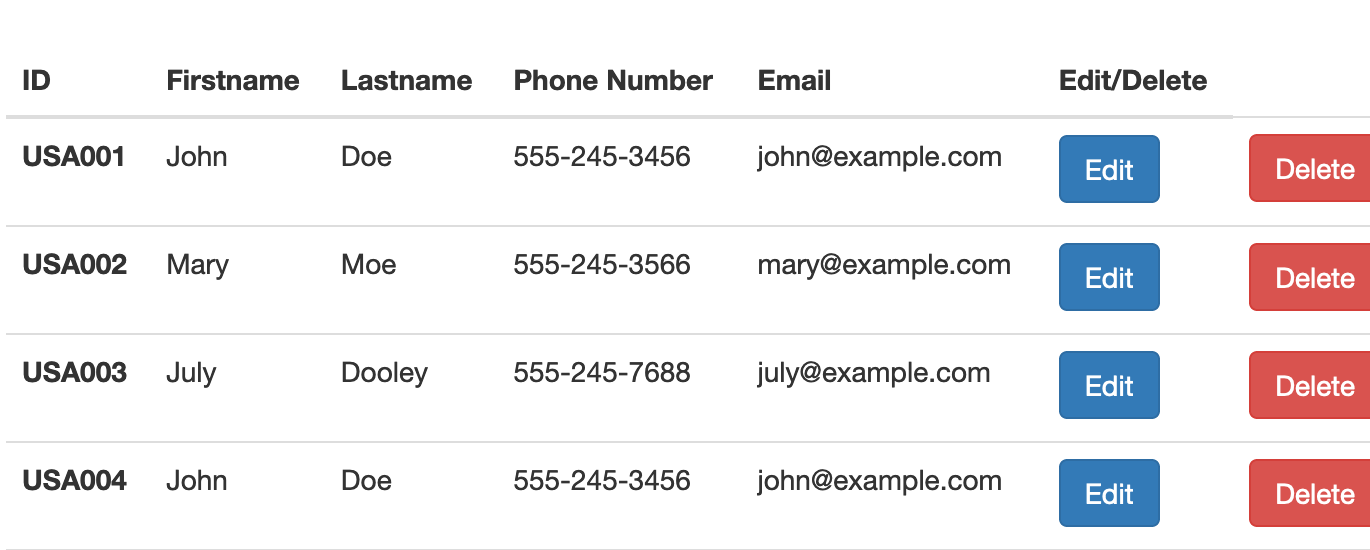 ID Firstname Lastname Phone Number Email Edit/Delete
USA001 John Doe 555-245-3456 john@example.com Edit Delete
USA002 Mary Moe 555-245-3566 mary@example.com Edit Delete
USA003 July Dooley 555-245-7688 july@example.com Edit Delete
USA004 John Doe 555-245-3456 john@example.com Edit Delete